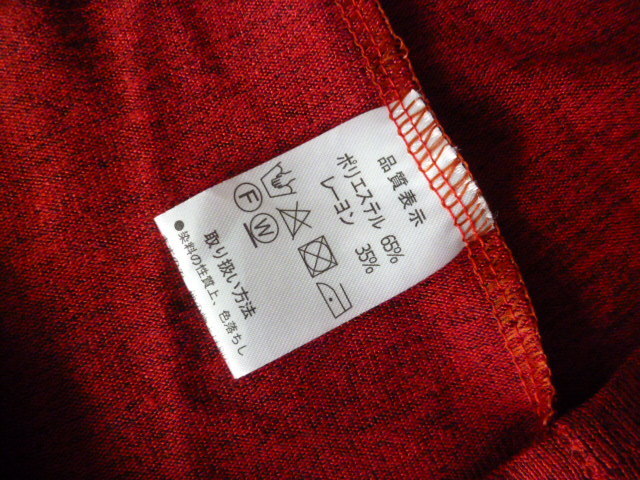 品質表示
ポリエステル 65%
レーヨン 35%
F W
取り扱い方法
●染料の性質上、色落ちし